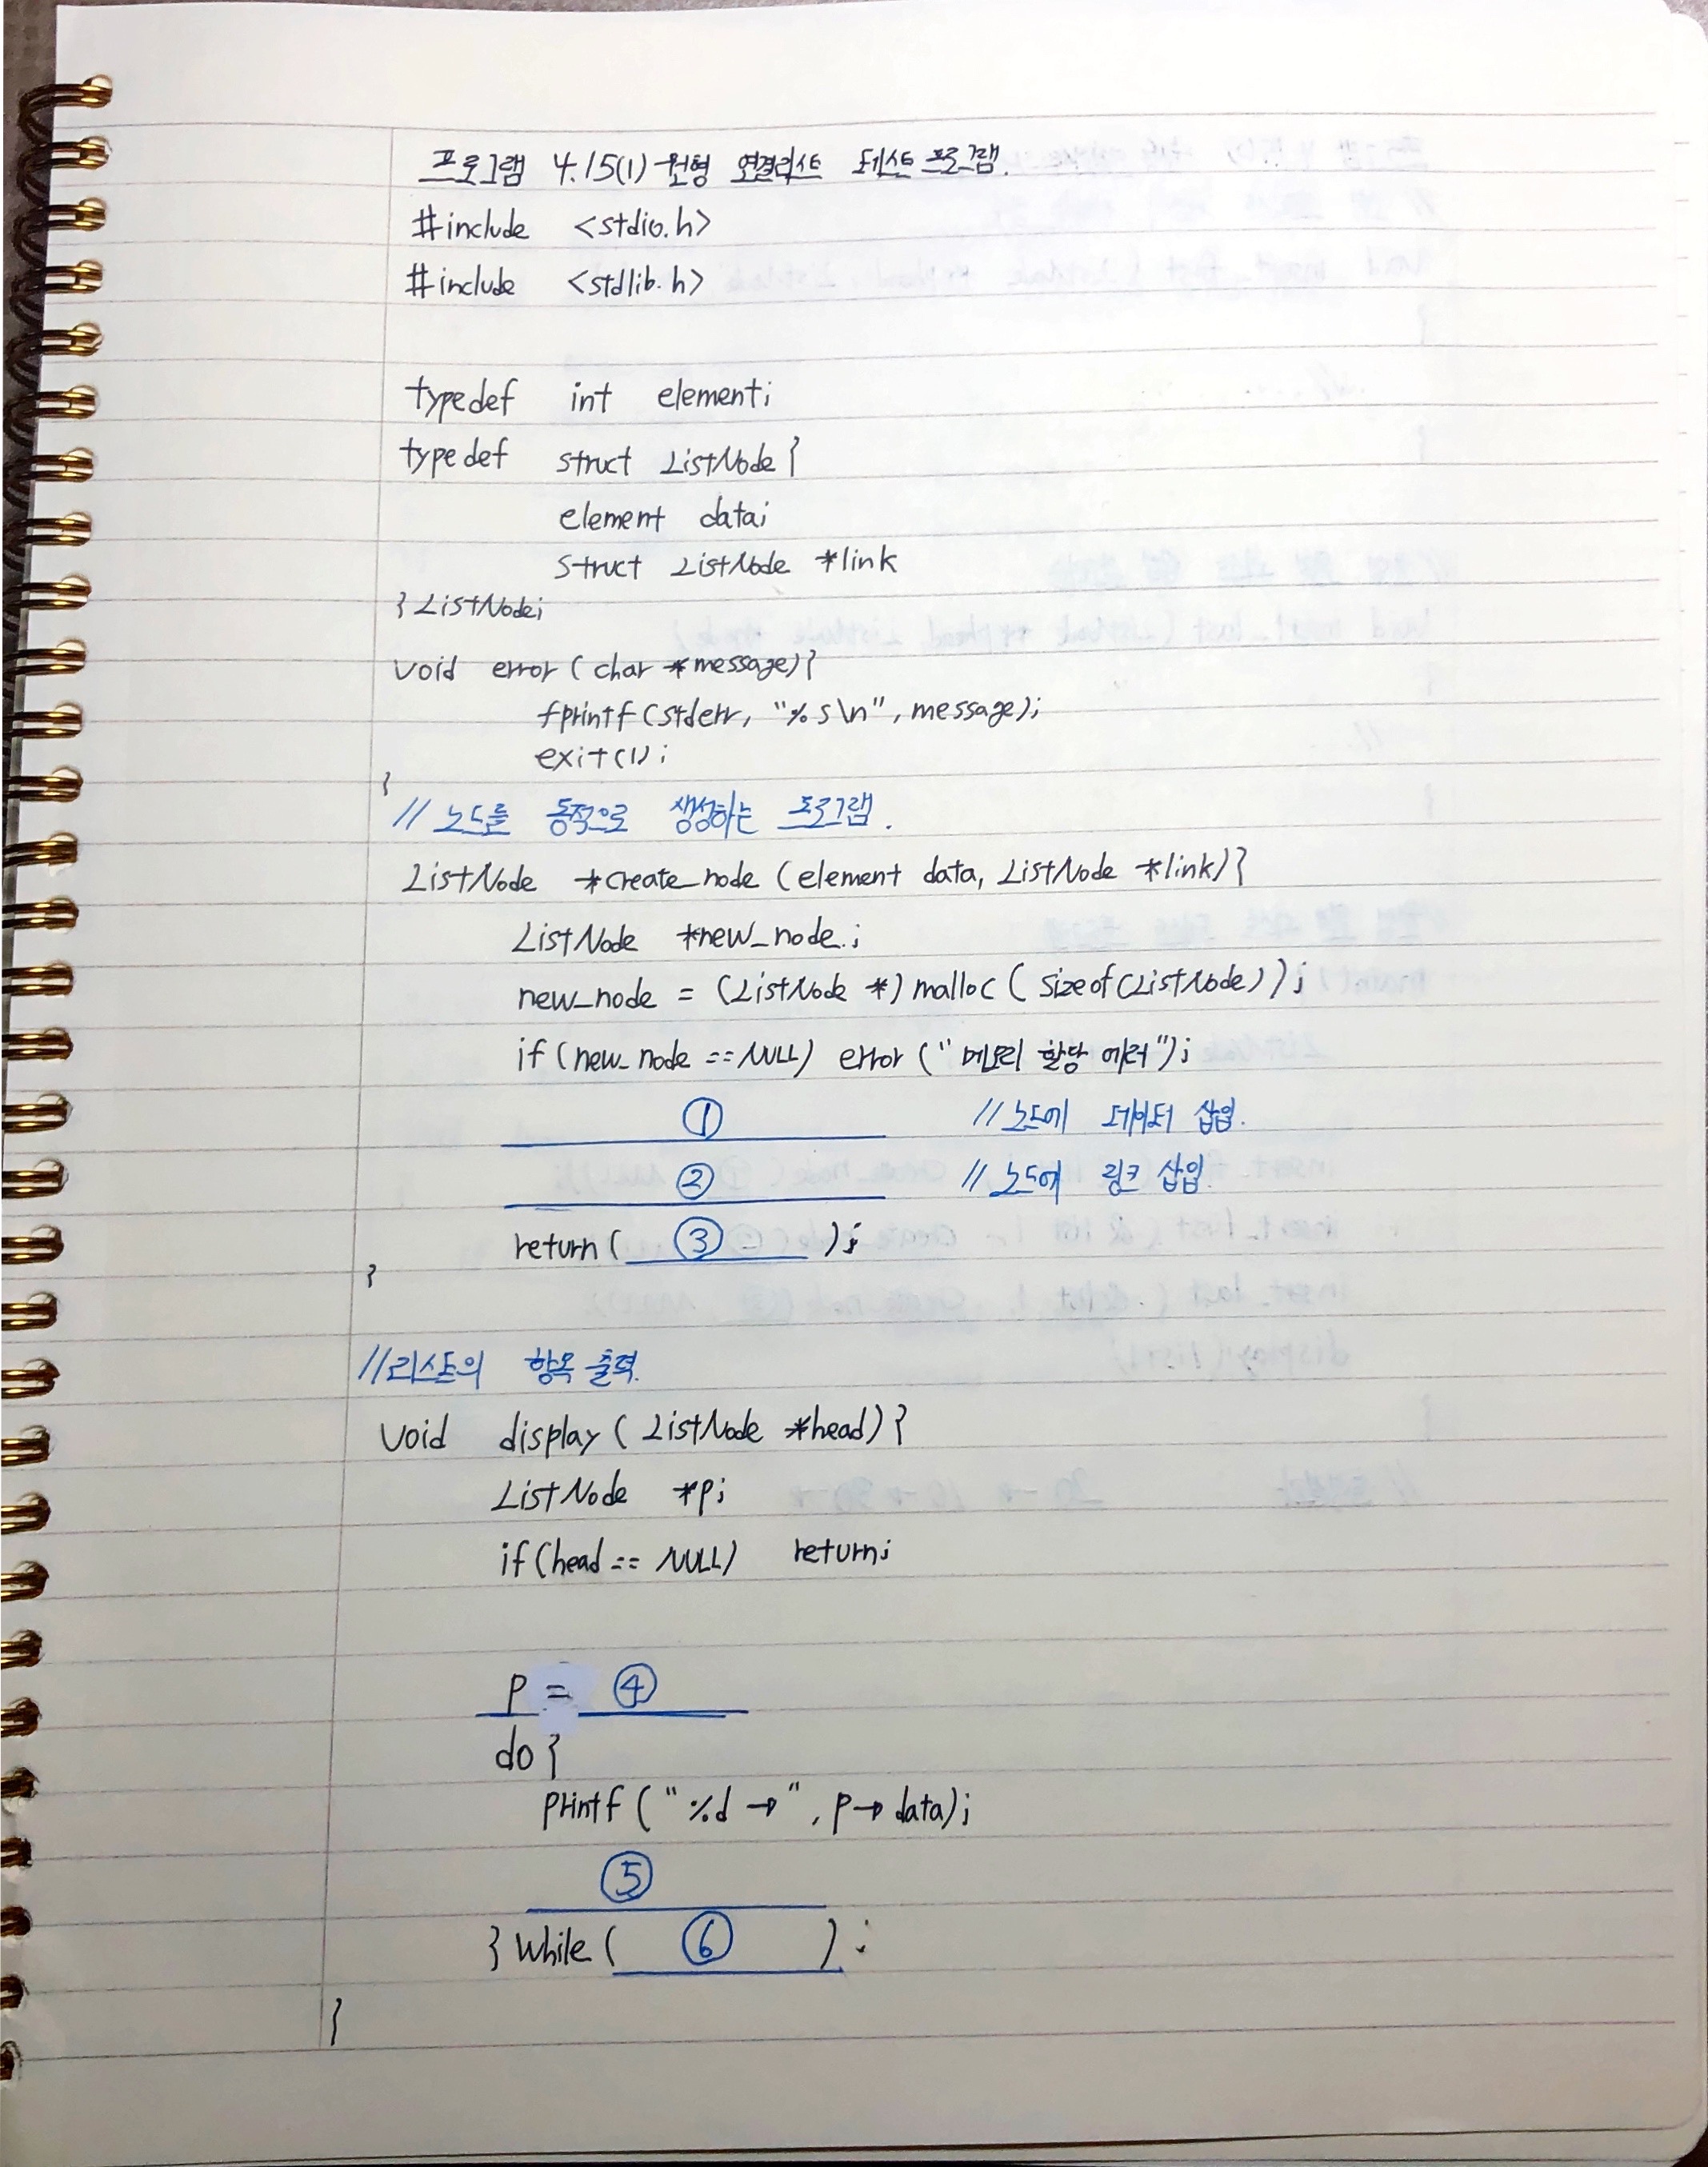 프로그램 4.15(1)-원형 연결리스트 테스트 프로그램.
#include <stdio.h>
#include <stdlib.h>
typedef int element;
typedef struct ListNode {
element data;
struct ListNode *link
} ListNode;
void error (char *message) {
fprintf (stderr, "%s\n", message);
exit(1);
}
// 노드를 동적으로 생성하는 프로그램.
ListNode *create_node (element data, ListNode *link) {
ListNode *new_node;
new_node = (ListNode *) malloc ( sizeof (ListNode) );
if (new_node == NULL) error (" 메모리 할당 에러");
① // 노드에 데이터 삽입.
② // 노드에 링크 삽입.
return ( ③ );
}
// 리스트의 항목 출력.
void display ( ListNode *head) {
ListNode *p;
if (head == NULL) return;
p = ④
do {
printf ( "%d →", p→ data);
⑤
} while ( ⑥ ) ;
}